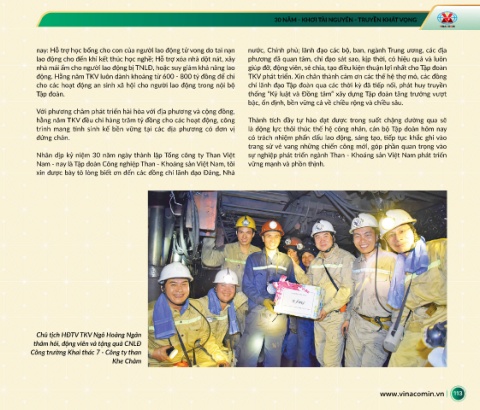 30 NĂM - KHƠI TÀI NGUYÊN - TRUYỀN KHÁT VỌNG
nay: Hỗ trợ học bổng cho con của người lao động tử vong do tai nạn
lao động cho đến khi kết thúc học nghề; Hỗ trợ xóa nhà dột nát, xây
nhà mái ấm cho người lao động bị TNLĐ, hoặc suy giảm khả năng lao
động. Hằng năm TKV luôn dành khoảng từ 600 - 800 tỷ đồng để chi
cho các hoạt động an sinh xã hội cho người lao động trong nội bộ
Tập đoàn.
Với phương châm phát triển hài hòa với địa phương và cộng đồng,
hằng năm TKV đều chi hàng trăm tỷ đồng cho các hoạt động, công
trình mang tính sinh kế bền vững tại các địa phương có đơn vị
đứng chân.
Nhân dịp kỷ niệm 30 năm ngày thành lập Tổng công ty Than Việt
Nam - nay là Tập đoàn Công nghiệp Than - Khoáng sản Việt Nam, tôi
xin được bày tỏ lòng biết ơn đến các đồng chí lãnh đạo Đảng, Nhà
nước, Chính phủ; lãnh đạo các bộ, ban, ngành Trung ương, các địa
phương đã quan tâm, chỉ đạo sát sao, kịp thời, có hiệu quả và luôn
giúp đỡ, động viên, sẻ chia, tạo điều kiện thuận lợi nhất cho Tập đoàn
TKV phát triển. Xin chân thành cám ơn các thế hệ thợ mỏ, các đồng
chí lãnh đạo Tập đoàn qua các thời kỳ đã tiếp nối, phát huy truyền
thống "Kỷ luật và Đồng tâm" xây dựng Tập đoàn tăng trưởng vượt
bậc, ổn định, bền vững cả về chiều rộng và chiều sâu.
Thành tích đầy tự hào đạt được trong suốt chặng đường qua sẽ
là động lực thôi thúc thế hệ công nhân, cán bộ Tập đoàn hôm nay
có trách nhiệm phấn đấu lao động, sáng tạo, tiếp tục khắc ghi vào
trang sử vẻ vang những chiến công mới, góp phần quan trọng vào
sự nghiệp phát triển ngành Than - Khoáng sản Việt Nam phát triển
vững mạnh và phồn thịnh.
Chủ tịch HĐTV TKV Ngô Hoàng Ngân
thăm hỏi, động viên và tặng quà CNLĐ
Công trường Khai thác 7 - Công ty than
Khe Chàm
www.vinacomin.vn
113